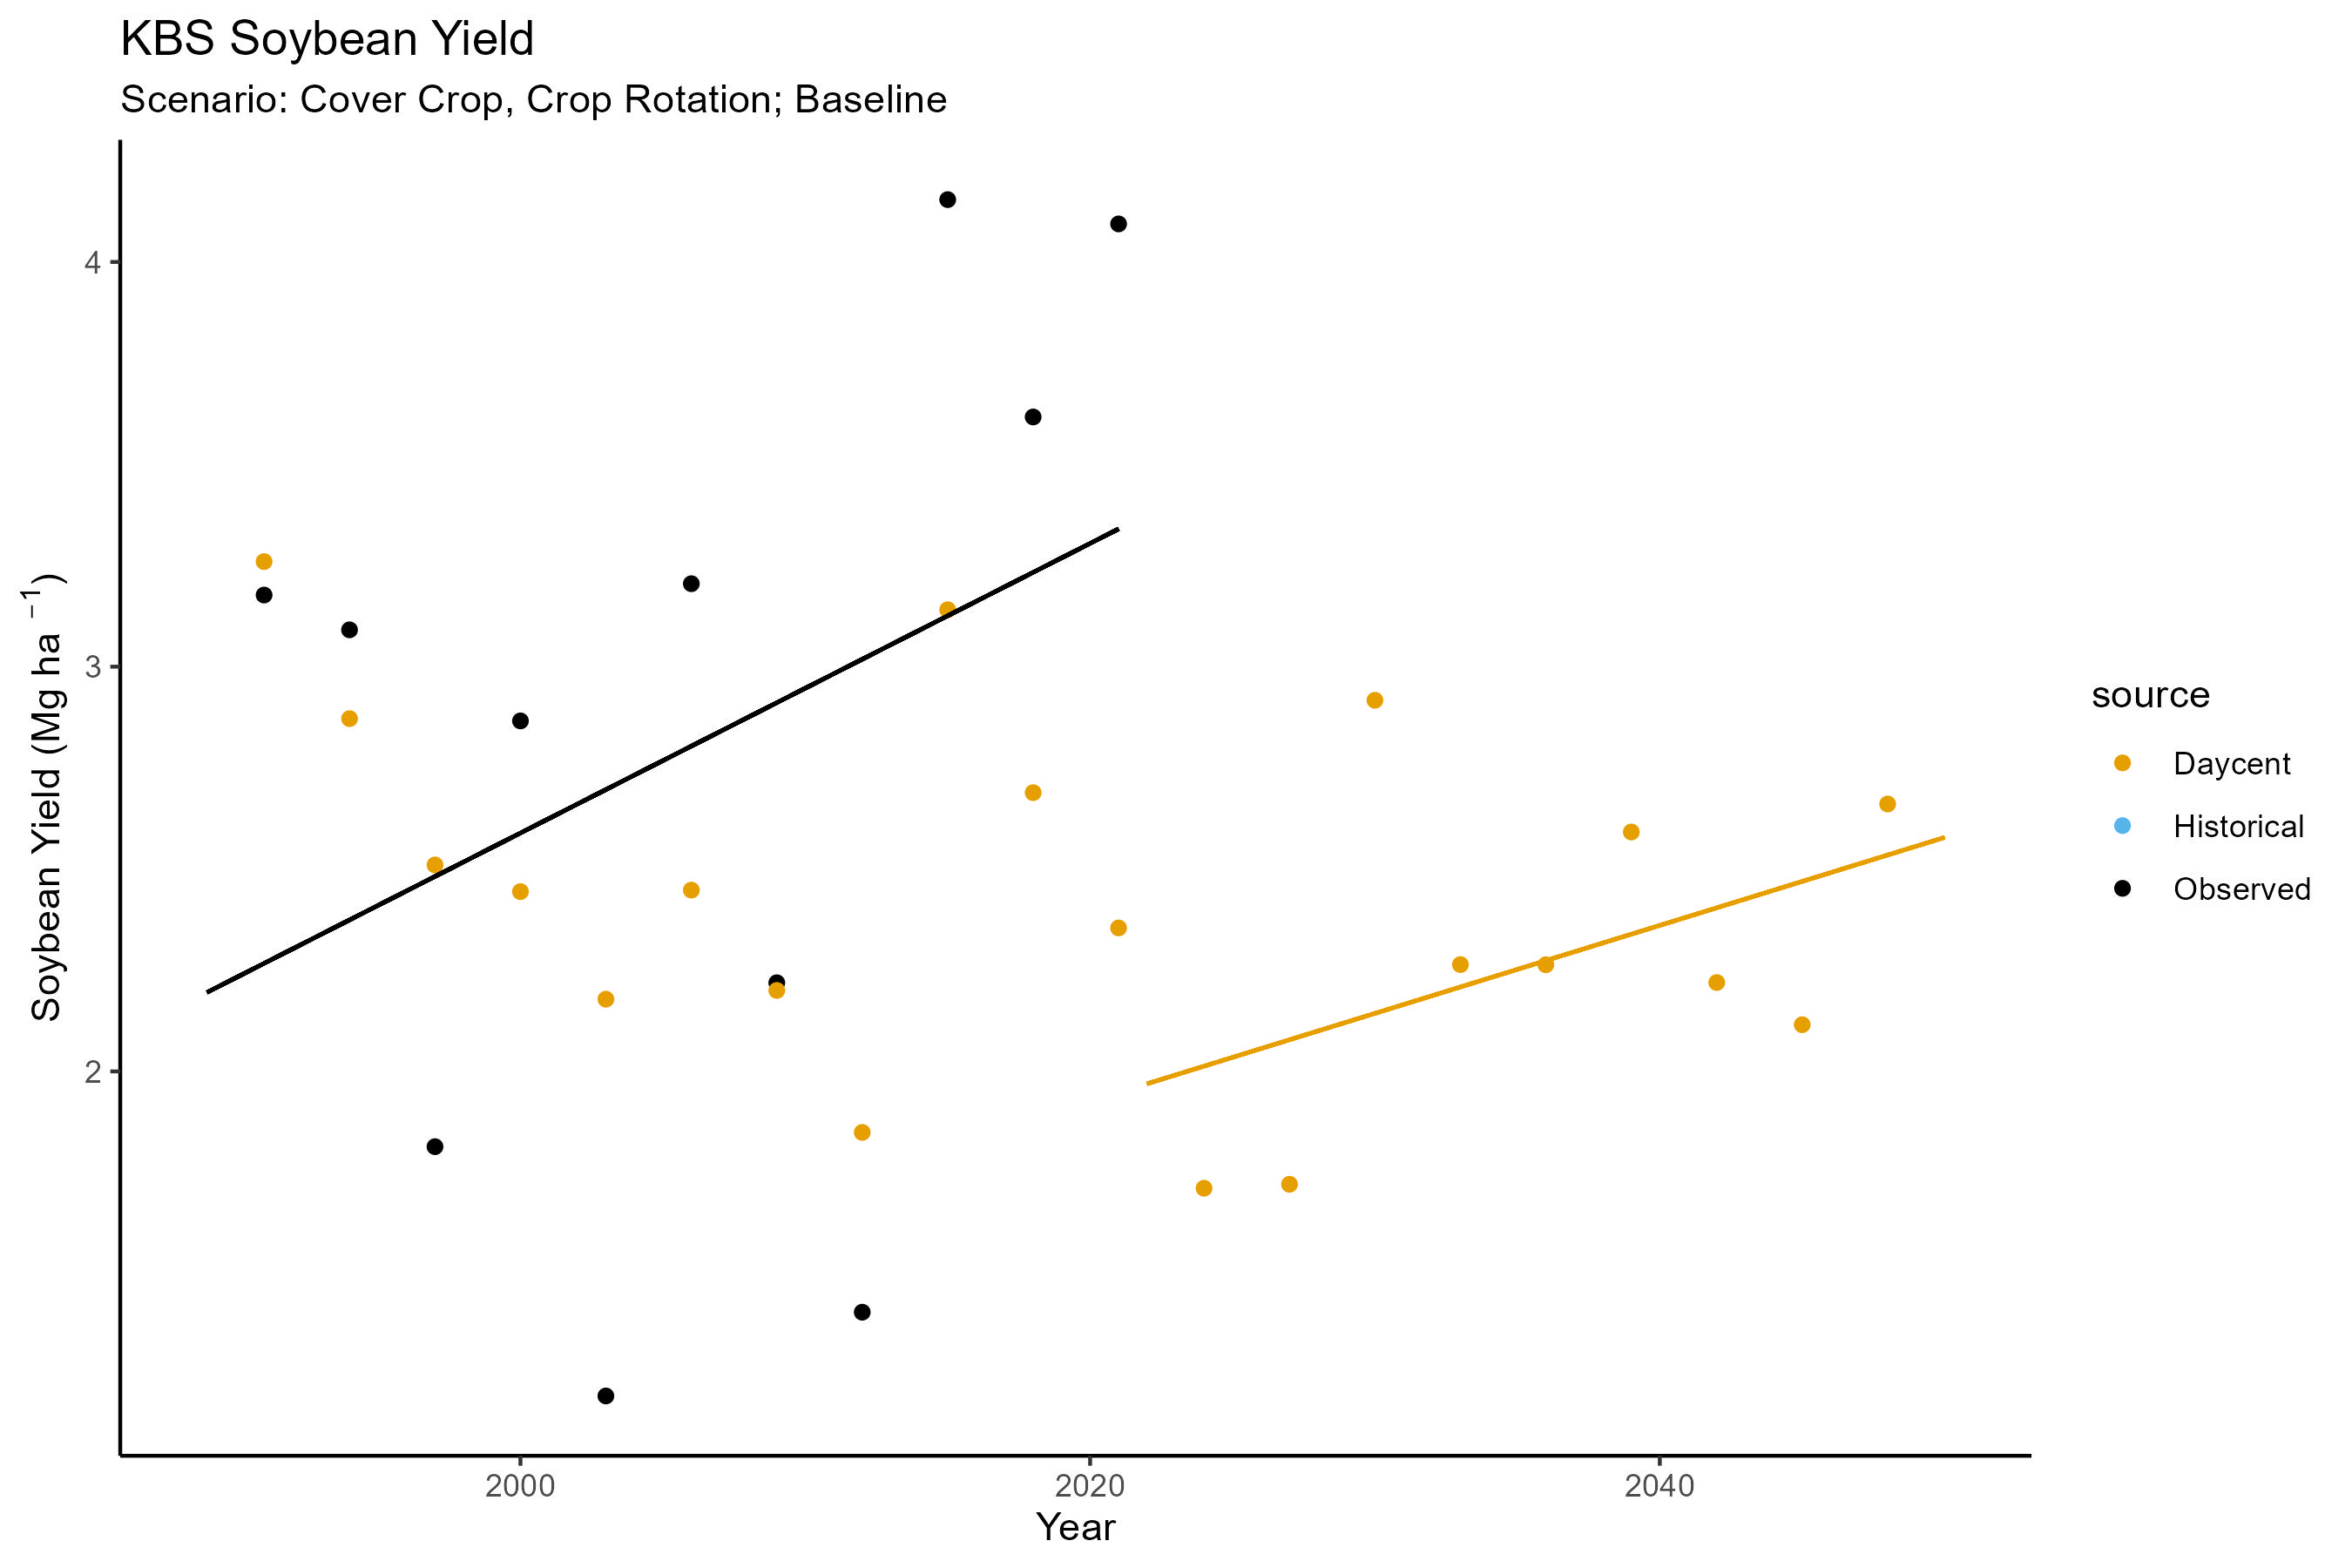 KBS Soybean Yield
Scenario: Cover Crop, Crop Rotation; Baseline
Soybean Yield (Mg ha ⁻¹)
4
3
2
2000
2020
2040
Year
source
Daycent
Historical
Observed